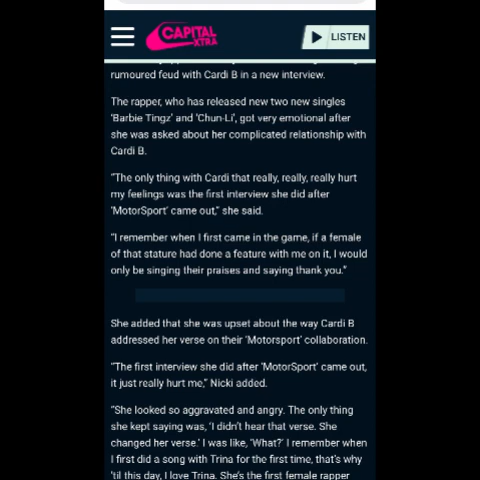 CAPITAL
XTRA
LISTEN
rumoured feud with Cardi B in a new interview.
The rapper, who has released new two new singles
'Barbie Tingz' and 'Chun-Li', got very emotional after
she was asked about her complicated relationship with
Cardi B.
"The only thing with Cardi that really, really, really hurt
my feelings was the first interview she did after
'MotorSport' came out," she said.
"I remember when I first came in the game, if a female
of that stature had done a feature with me on it, I would
only be singing their praises and saying thank you."
She added that she was upset about the way Cardi B
addressed her verse on their 'Motorsport' collaboration.
"The first interview she did after 'MotorSport' came out,
it just really hurt me," Nicki added.
"She looked so aggravated and angry. The only thing
she kept saying was, 'I didn't hear that verse. She
changed her verse.' I was like, 'What?' I remember when
I first did a song with Trina for the first time, that's why
'til this day, I love Trina. She's the first female rapper